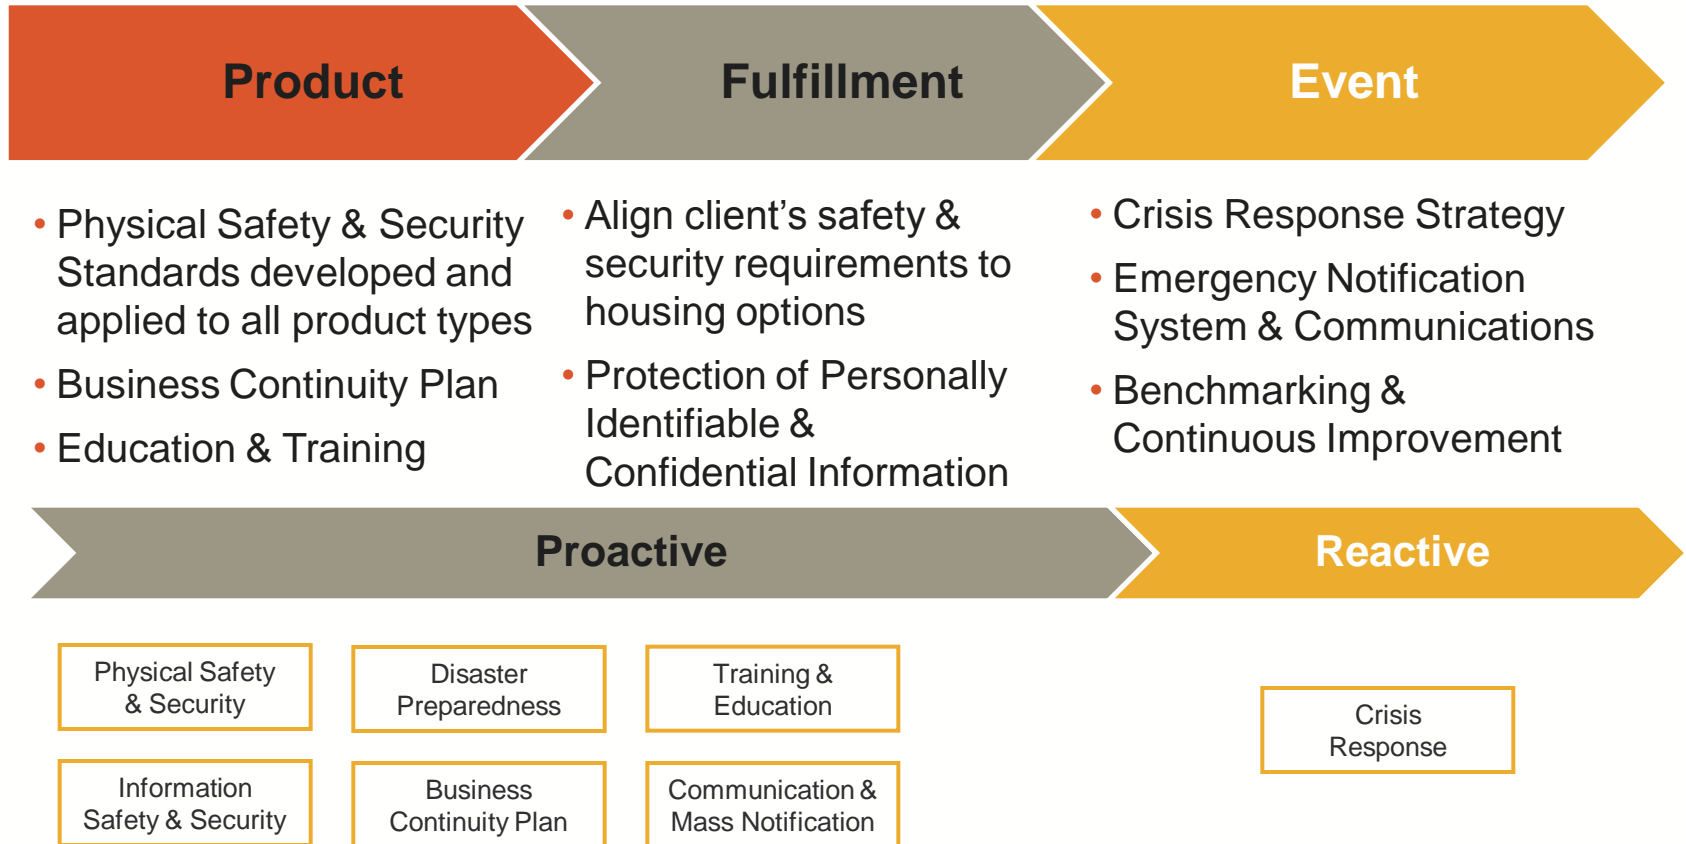 Product
Fulfillment
Event
• Physical Safety & Security
Standards developed and
applied to all product types
• Business Continuity Plan
• Education & Training
• Align client's safety &
security requirements to
housing options
• Protection of Personally
Identifiable &
Confidential Information
• Crisis Response Strategy
• Emergency Notification
System & Communications
• Benchmarking &
Continuous Improvement
Proactive
Reactive
Physical Safety
& Security
Disaster
Preparedness
Training &
Education
Crisis
Response
Information
Safety & Security
Business
Continuity Plan
Communication &
Mass Notification